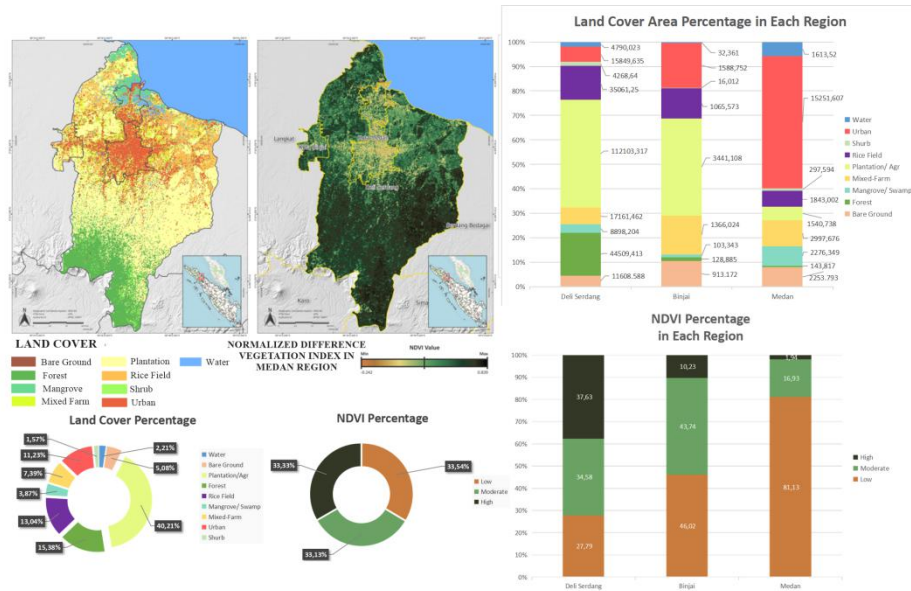 LAND COVER
Bare Ground
Forest
Mangrove
Mixed Farm
Plantation
Rice Field
Shrub
Urban
Water
Langkat
Deli Serdang
Karo
NORMALIZED DIFFERENCE
VEGETATION INDEX IN
MEDAN REGION
NDVI Value
Land Cover Percentage
1,57%
2,21%
11,23%
5,08%
7,39%
3,87%
13,04%
40,21%
15,38%
Water
Bare Ground
Plantation/Agr
Forest
Rice Field
Mangrove/ Swamp
Mixed-Farm
Urban
Shurb
NDVI Percentage
33,33%
33,54%
33,13%
Low
Moderate
High
Land Cover Area Percentage in Each Region
100%
90%
80%
70%
60%
50%
40%
30%
20%
10%
0%
4790,023
15849,635
4268,64
35061,25
112103,317
17161,462
8898,204
44509,413
11608,588
32,361
1588,752
16,012
1065,573
3441,108
1366,024
103,343
128,885
913,172
1613,52
15251,607
297,594
1843,002
1540,738
2997,676
2276,349
143,817
2253,793
Deli Serdang
Binjai
Medan
Water
Urban
Shurb
Rice Field
Plantation/ Agr
Mixed-Farm
Mangrove/ Swamp
Forest
Bare Ground
NDVI Percentage
in Each Region
100%
90%
80%
70%
60%
50%
40%
30%
20%
10%
0%
37,63
34,58
27,79
10,23
43,74
46,02
1,94
16,93
81,13
Deli Serdang
Binjai
Medan
High
Moderate
Low